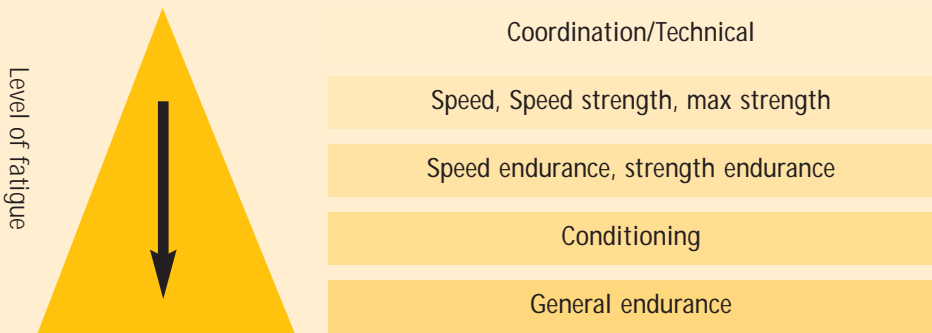 Level of fatigue
Coordination/Technical
Speed, Speed strength, max strength
Speed endurance, strength endurance
Conditioning
General endurance